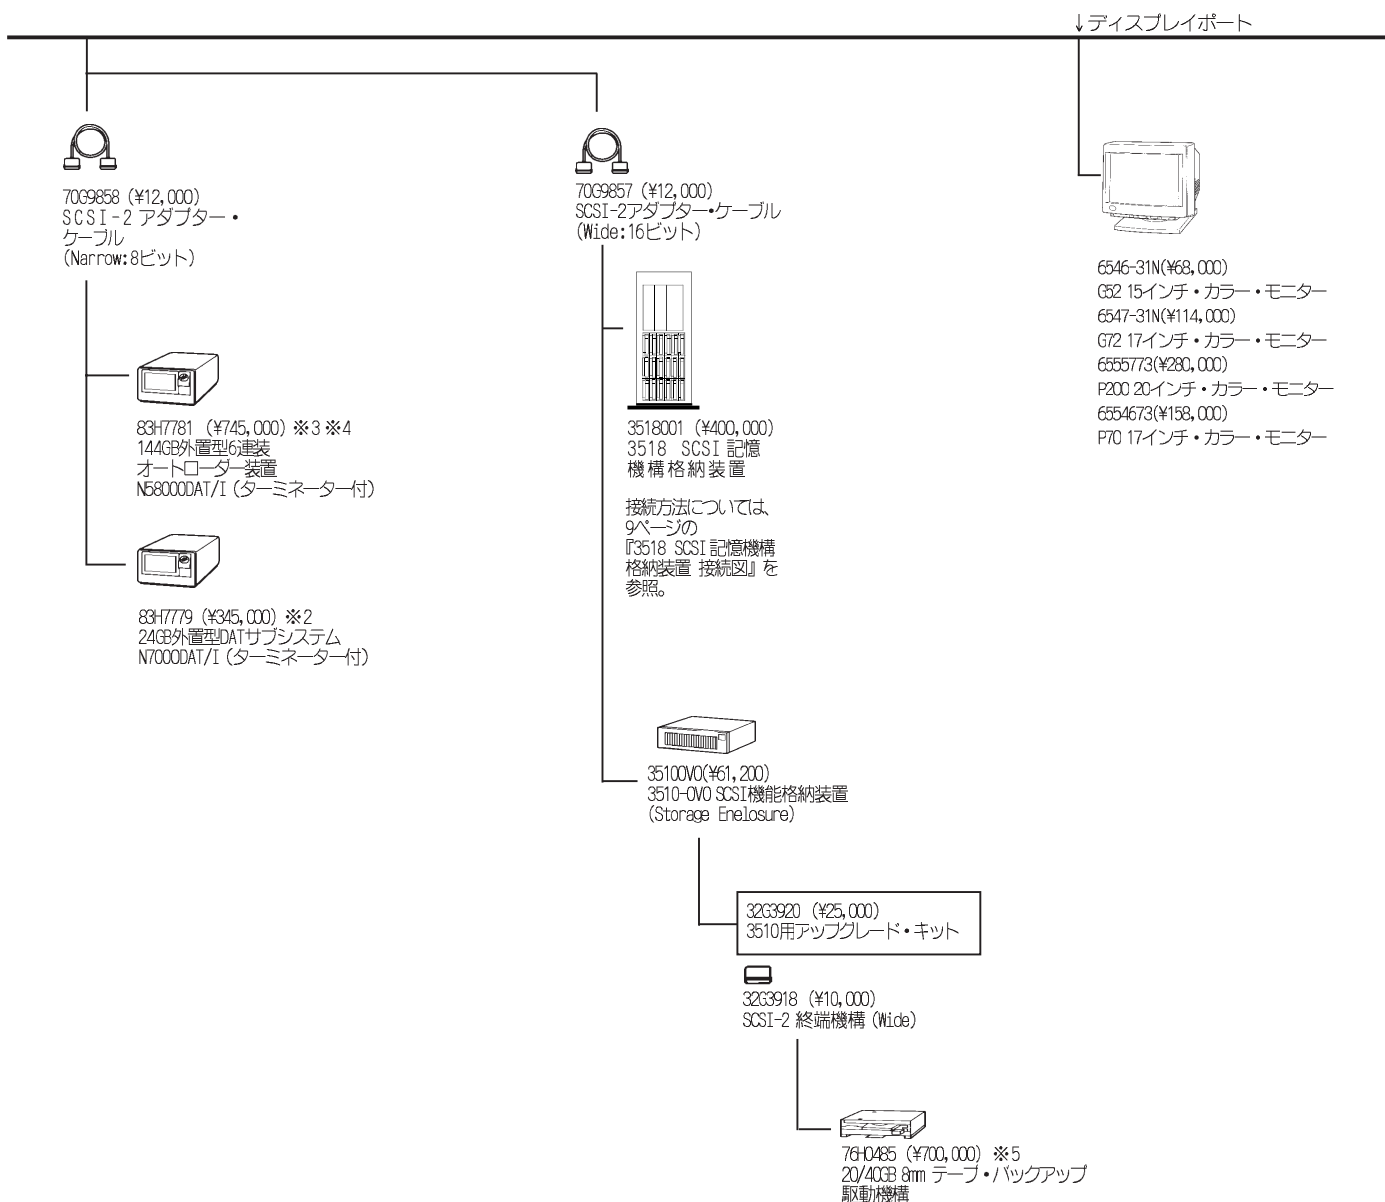 ↓ディスプレイポート
70G9858 (¥12,000)
SCSI-2 アダプター・
ケーブル
(Narrow:8ビット)
83H7781 (¥745,000) ※3 ※4
144GB外置型6連装
オートローダー装置
N58000DAT/I (ターミネーター付)
83H7779 (¥345,000) ※2
24GB外置型DATサブシステム
N7000DAT/I (ターミネーター付)
70G9857 (¥12,000)
SCSI-2アダプター・ケーブル
(Wide:16ビット)
3518001 (¥400,000)
3518 SCSI 記憶
機構格納装置
接続方法については、
9ページの
『3518 SCSI 記憶機構
格納装置 接続図』を
参照。
35100V0(¥61,200)
3510-0V0 SCSI機能格納装置
(Storage Enelosure)
32G3920 (¥25,000)
3510用アップグレード・キット
32G3918 (¥10,000)
SCSI-2 終端機構 (Wide)
76H0485 (¥700,000) ※5
20/40GB 8mm テープ・バックアップ
駆動機構
6546-31N(¥68,000)
G52 15インチ・カラー・モニター
6547-31N(¥114,000)
G72 17インチ・カラー・モニター
6555773(¥280,000)
P200 20インチ・カラー・モニター
6554673(¥158,000)
P70 17インチ・カラー・モニター